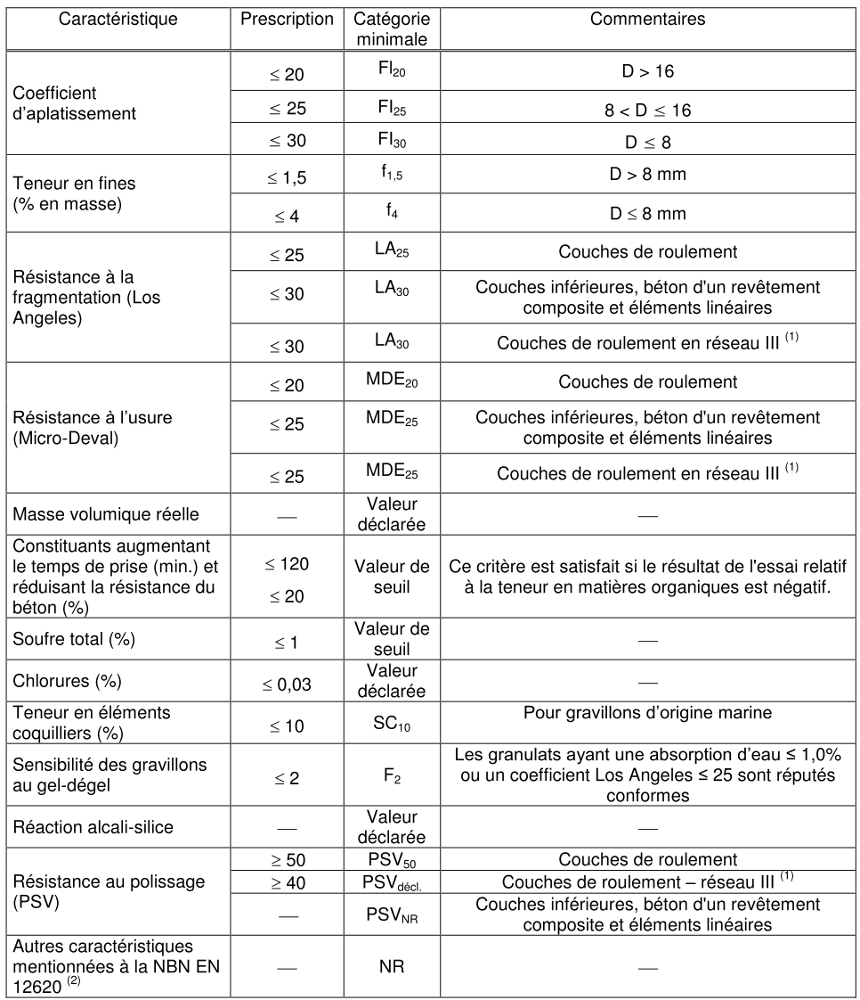 Caractéristique Prescription Catégorie minimale Commentaires
Coefficient d’aplatissement ≤ 20 FI20 D > 16
≤ 25 FI25 8 < D ≤ 16
≤ 30 FI30 D ≤ 8
Teneur en fines (% en masse) ≤ 1,5 f1,5 D > 8 mm
≤ 4 f4 D ≤ 8 mm
Résistance à la fragmentation (Los Angeles) ≤ 25 LA25 Couches de roulement
≤ 30 LA30 Couches inférieures, béton d'un revêtement composite et éléments linéaires
≤ 30 LA30 Couches de roulement en réseau III (1)
Résistance à l’usure (Micro-Deval) ≤ 20 MDE20 Couches de roulement
≤ 25 MDE25 Couches inférieures, béton d'un revêtement composite et éléments linéaires
≤ 25 MDE25 Couches de roulement en réseau III (1)
Masse volumique réelle — Valeur déclarée —
Constituants augmentant le temps de prise (min.) et réduisant la résistance du béton (%) ≤ 120 ≤ 20 Valeur de seuil Ce critère est satisfait si le résultat de l'essai relatif à la teneur en matières organiques est négatif.
Soufre total (%) ≤ 1 Valeur de seuil —
Chlorures (%) ≤ 0,03 Valeur déclarée —
Teneur en éléments coquilliers (%) ≤ 10 SC10 Pour gravillons d’origine marine
Sensibilité des gravillons au gel-dégel ≤ 2 F2 Les granulats ayant une absorption d’eau ≤ 1,0% ou un coefficient Los Angeles ≤ 25 sont réputés conformes
Réaction alcali-silice — Valeur déclarée —
Résistance au polissage (PSV) ≥ 50 PSV50 Couches de roulement
≥ 40 PSVdécl. Couches de roulement – réseau III (1)
— PSVNR Couches inférieures, béton d'un revêtement composite et éléments linéaires
Autres caractéristiques mentionnées à la NBN EN 12620 (2) — NR —